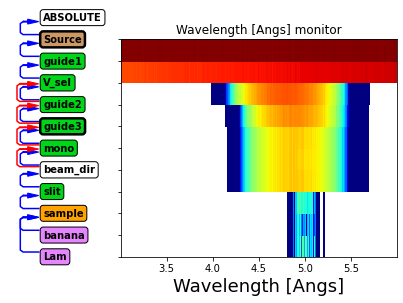 ABSOLUTE
Wavelength [Angs] monitor
Source
guide1
V_sel
guide2
guide3
mono
beam_dir
slit
sample
banana
Lam
3.5 4.0 4.5 5.0 5.5
Wavelength [Angs]